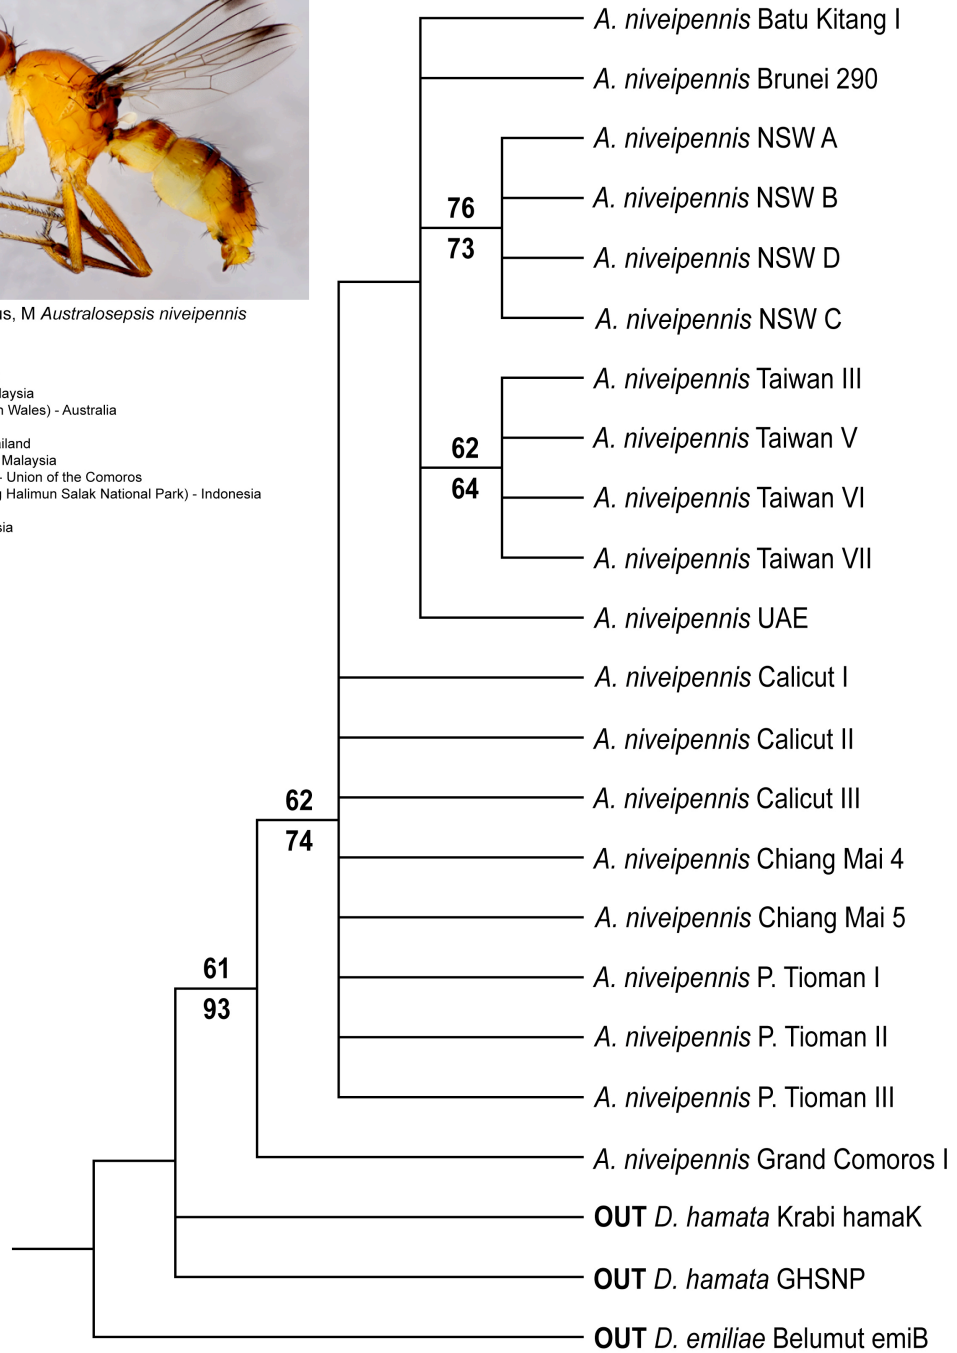 A. niveipennis Batu Kitang I
A. niveipennis Brunei 290
A. niveipennis NSW A
A. niveipennis NSW B
76
73
A. niveipennis NSW D
A. niveipennis NSW C
M Australosepsis niveipennis
A. niveipennis Taiwan III
Wales) - Australia
A. niveipennis Taiwan V
62
Malaysia
- Union of the Comoros
64
Halimun Salak National Park) - Indonesia
A. niveipennis Taiwan VI
A. niveipennis Taiwan VII
A. niveipennis UAE
A. niveipennis Calicut I
A. niveipennis Calicut II
A. niveipennis Calicut III
62
74
A. niveipennis Chiang Mai 4
A. niveipennis Chiang Mai 5
61
93
A. niveipennis P. Tioman I
A. niveipennis P. Tioman II
A. niveipennis P. Tioman III
A. niveipennis Grand Comoros I
OUT D. hamata Krabi hamaK
OUT D. hamata GHSNP
OUT D. emiliae Belumut emiB